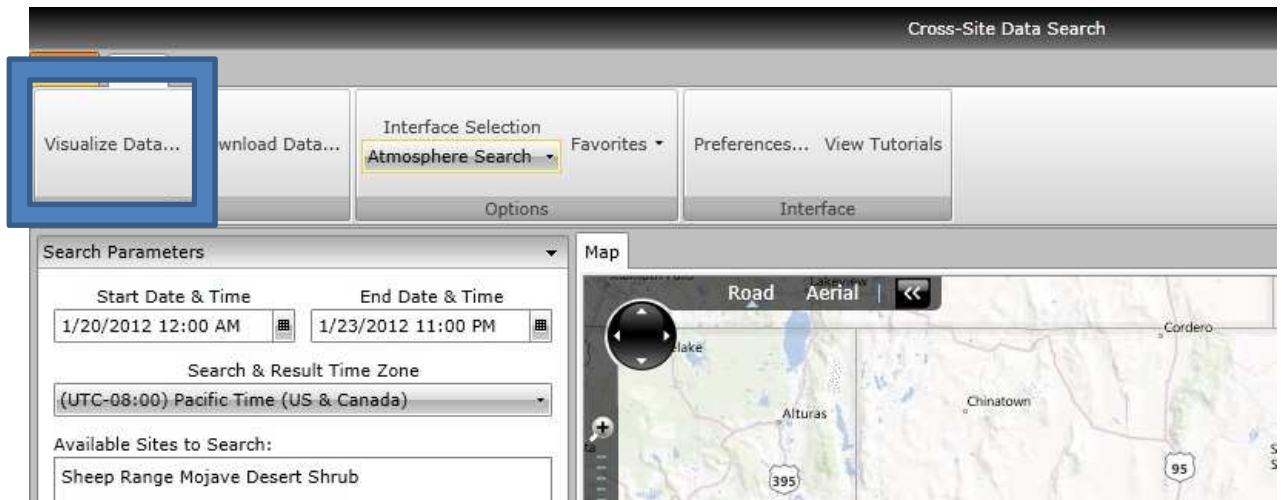 Cross-Site Data Search
Visualize Data...
wnload Data...
Interface Selection
Atmosphere Search
Favorites
Preferences... View Tutorials
Options
Interface
Search Parameters
Map
Start Date & Time
End Date & Time
1/20/2012 12:00 AM
1/23/2012 11:00 PM
Search & Result Time Zone
(UTC-08:00) Pacific Time (US & Canada)
Available Sites to Search:
Sheep Range Mojave Desert Shrub
Road Aerial
Cordero
elake
Alturas
Chinatown
395
95